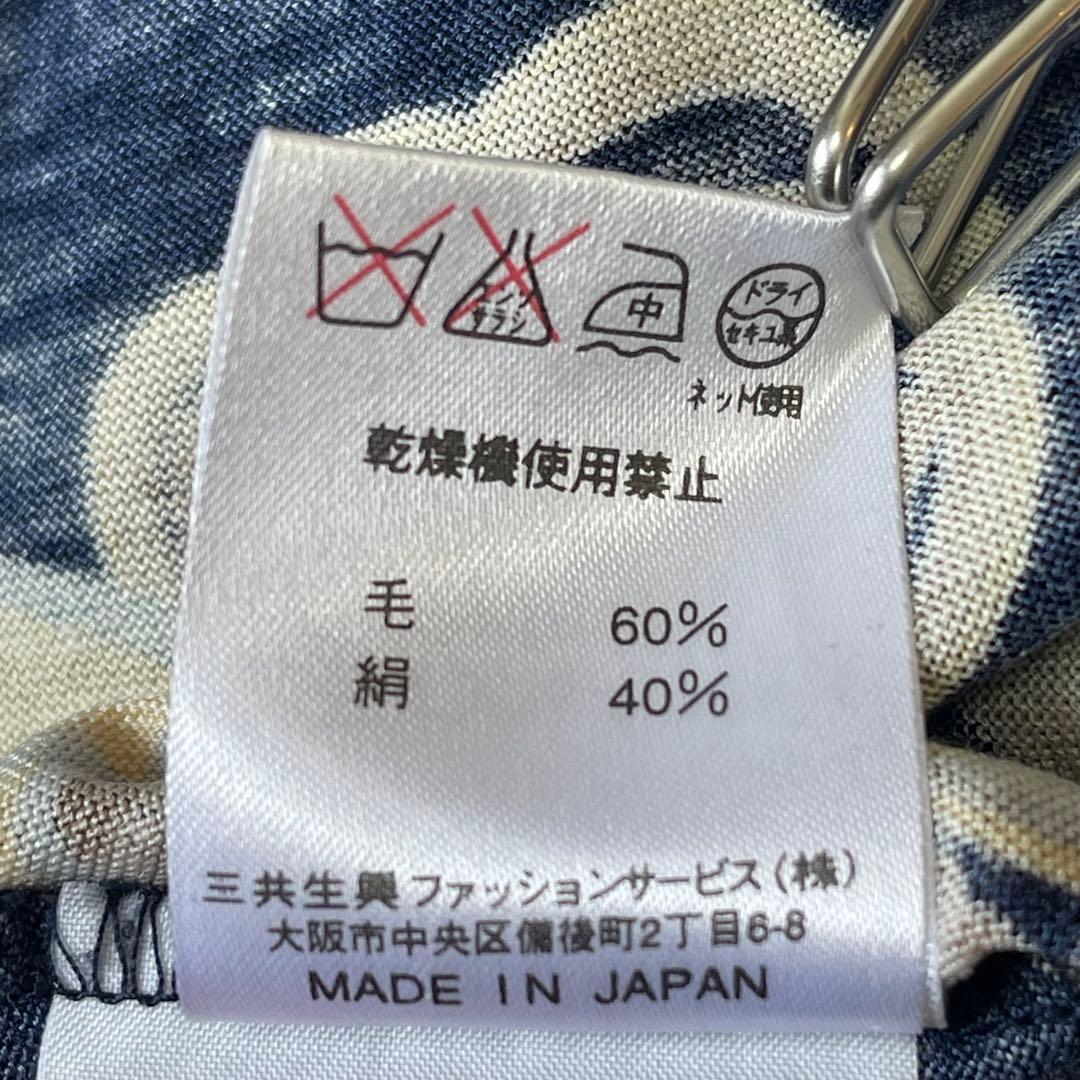 エンソ
サラシ
中
ドライ
セキユ系
ネット使用
乾燥機使用禁止
毛 60%
絹 40%
三共生興ファッションサービス(株)
大阪市中央区備後町2丁目6-8
MADE IN JAPAN